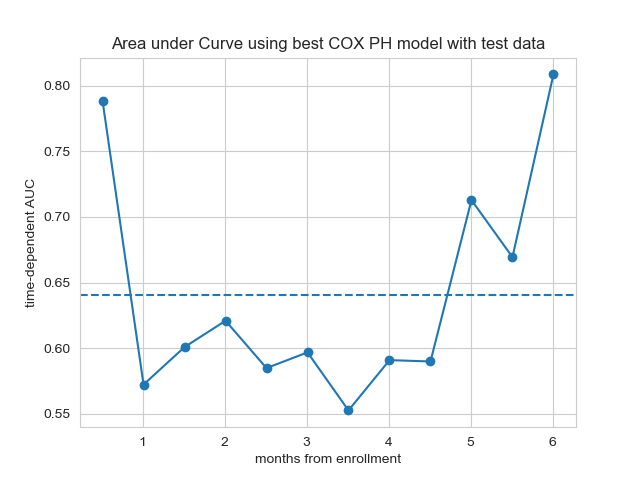 Area under Curve using best COX PH model with test data
time-dependent AUC
0.80
0.75
0.70
0.65
0.60
0.55
1 2 3 4 5 6
months from enrollment